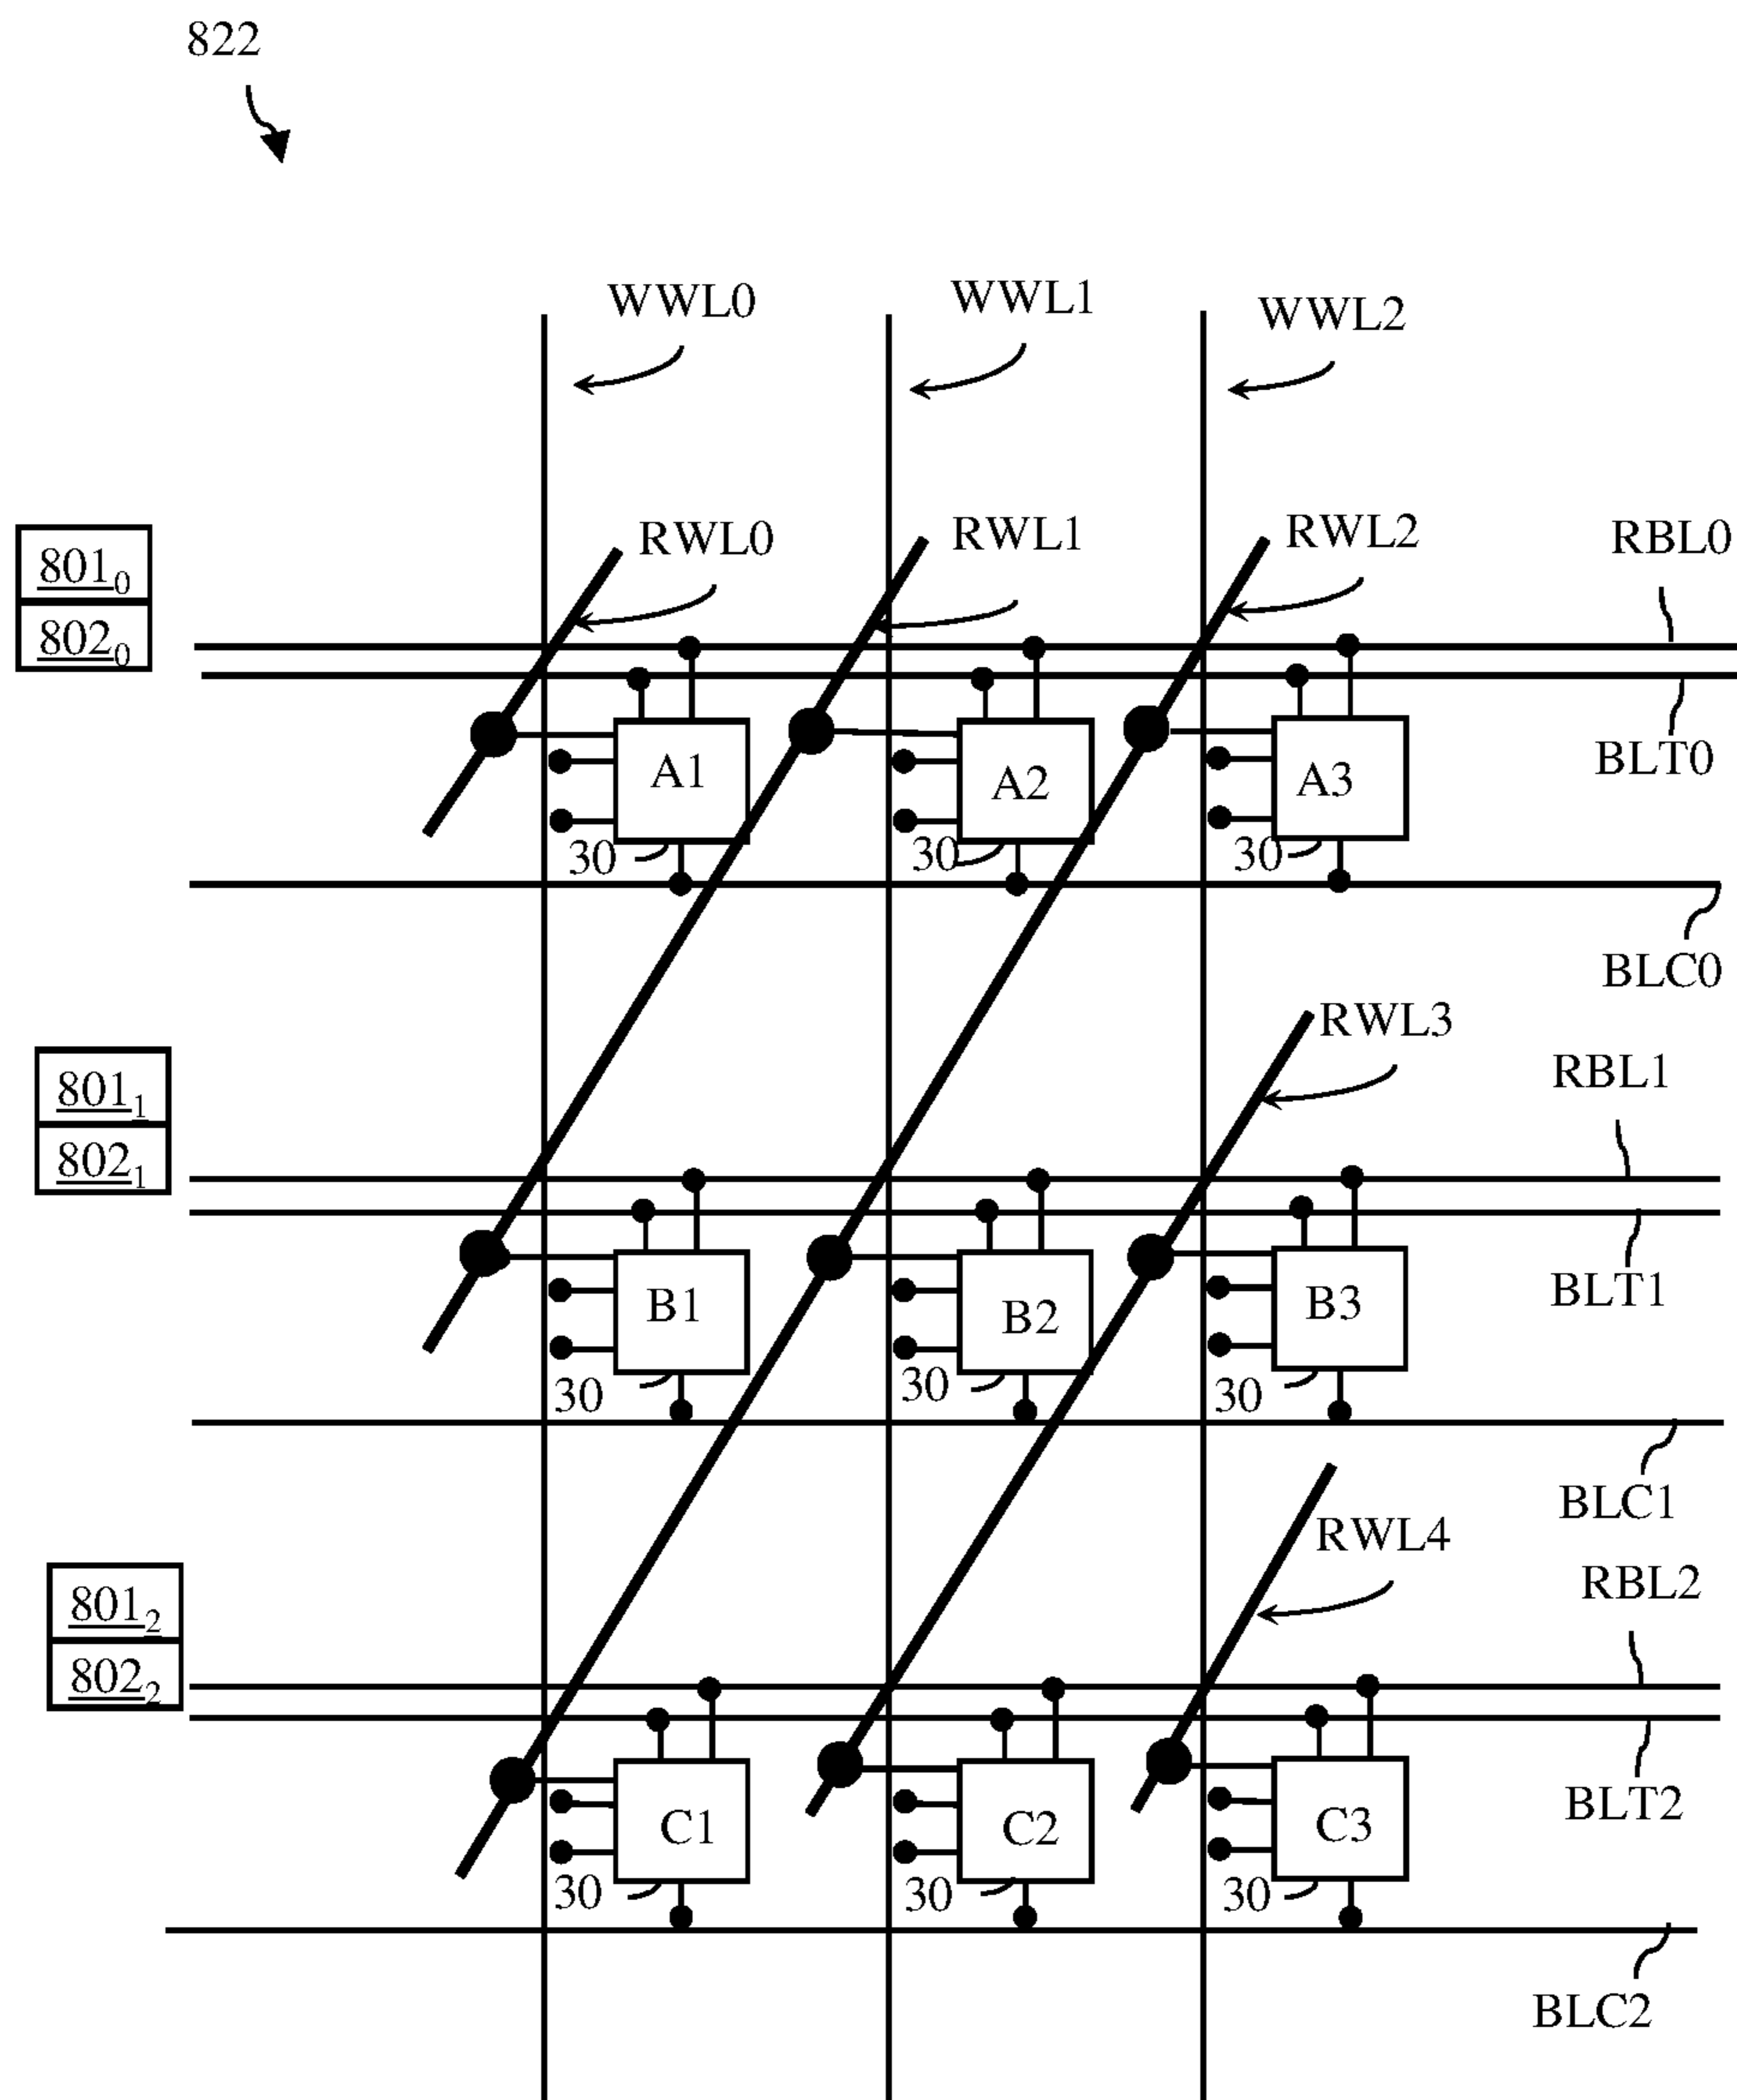 822
WWL0 WWL1 WWL2
RWL0 RWL1 RWL2 RBL0
801₀
802₀
BLT0
A1 A2 A3
30 30 30
BLC0
RWL3
RBL1
801₁
802₁
BLT1
B1 B2 B3
30 30 30
BLC1
RWL4
RBL2
801₂
802₂
BLT2
C1 C2 C3
30 30 30
BLC2